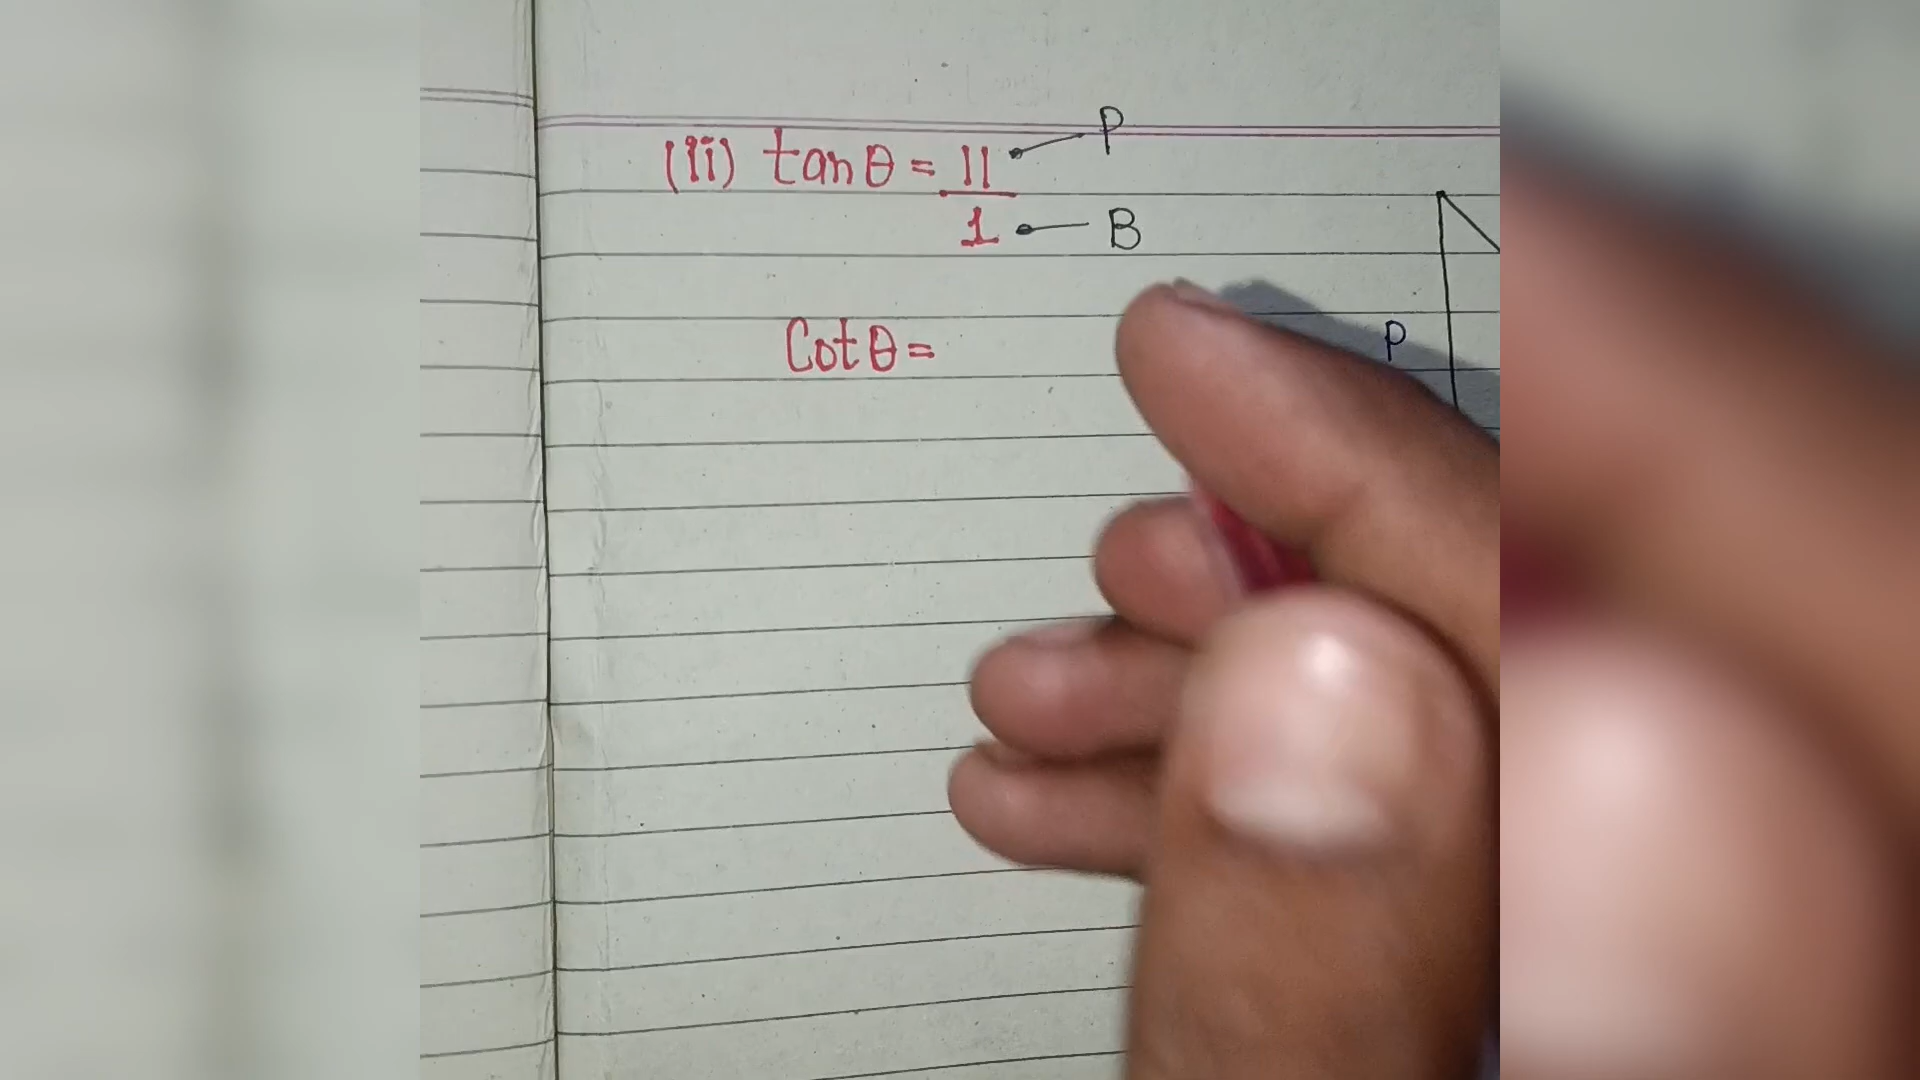 (ii) tan θ = 11 P
1 B
Cot θ = P